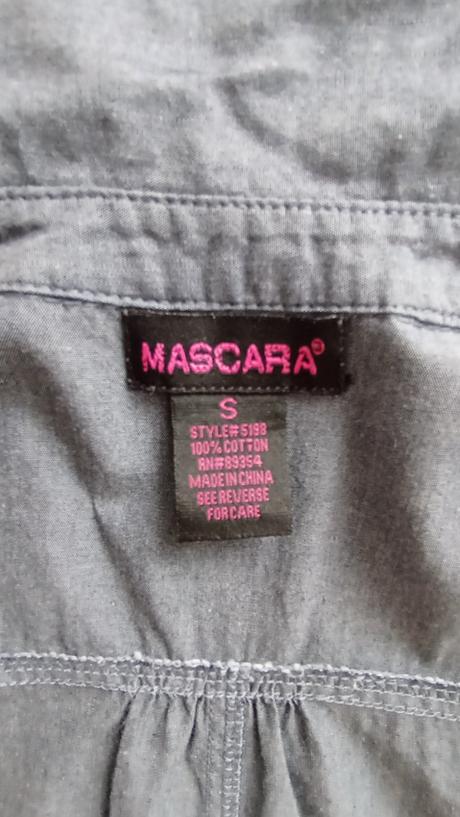 MASCARA®
S
STYLE#5198
100% COTTON
RN#89354
MADE IN CHINA
SEE REVERSE
FOR CARE